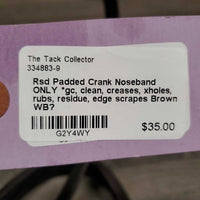 The Tack Collector
334883-9
Rsd Padded Crank Noseband
ONLY *gc, clean, creases, xholes,
rubs, residue, edge scrapes Brown
WB?
G2Y4WY
$35.00